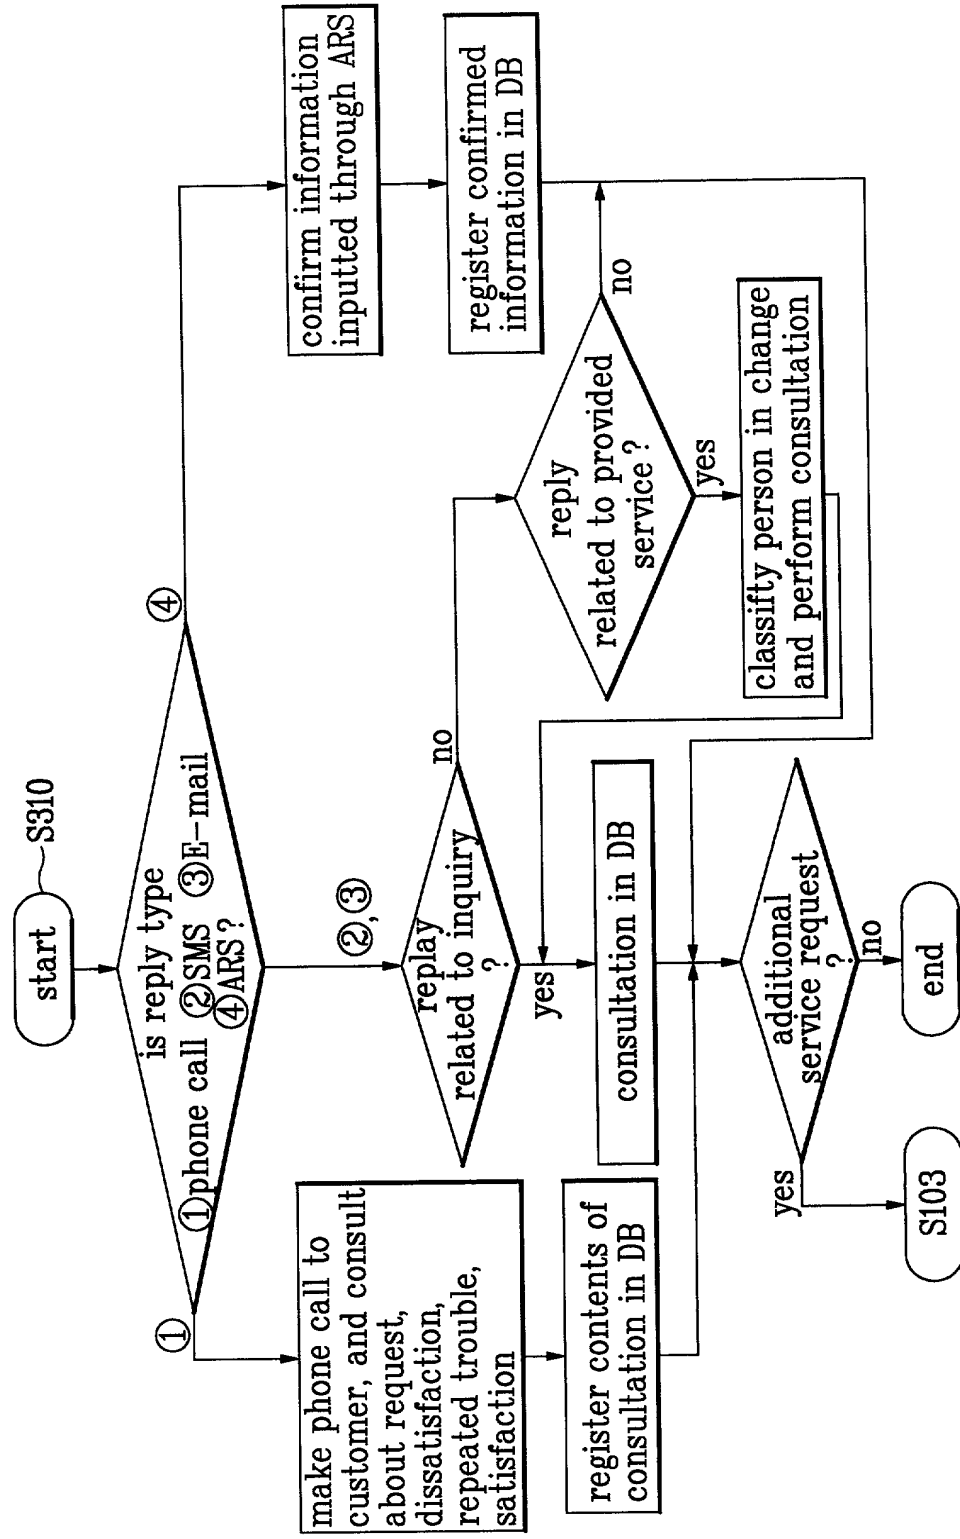 start
S310
is reply type
①phone call ②SMS ③E-mail
④ARS?
①
②,③
④
make phone call to
customer, and consult
about request,
dissatisfaction,
repeated trouble,
satisfaction
register contents of
consultation in DB
replay
related to inquiry
?
no
yes
consultation in DB
confirm information
inputted through ARS
register confirmed
information in DB
reply
related to provided
service?
no
yes
classifty person in change
and perform consultation
additional
service request
?
yes
no
S103
end